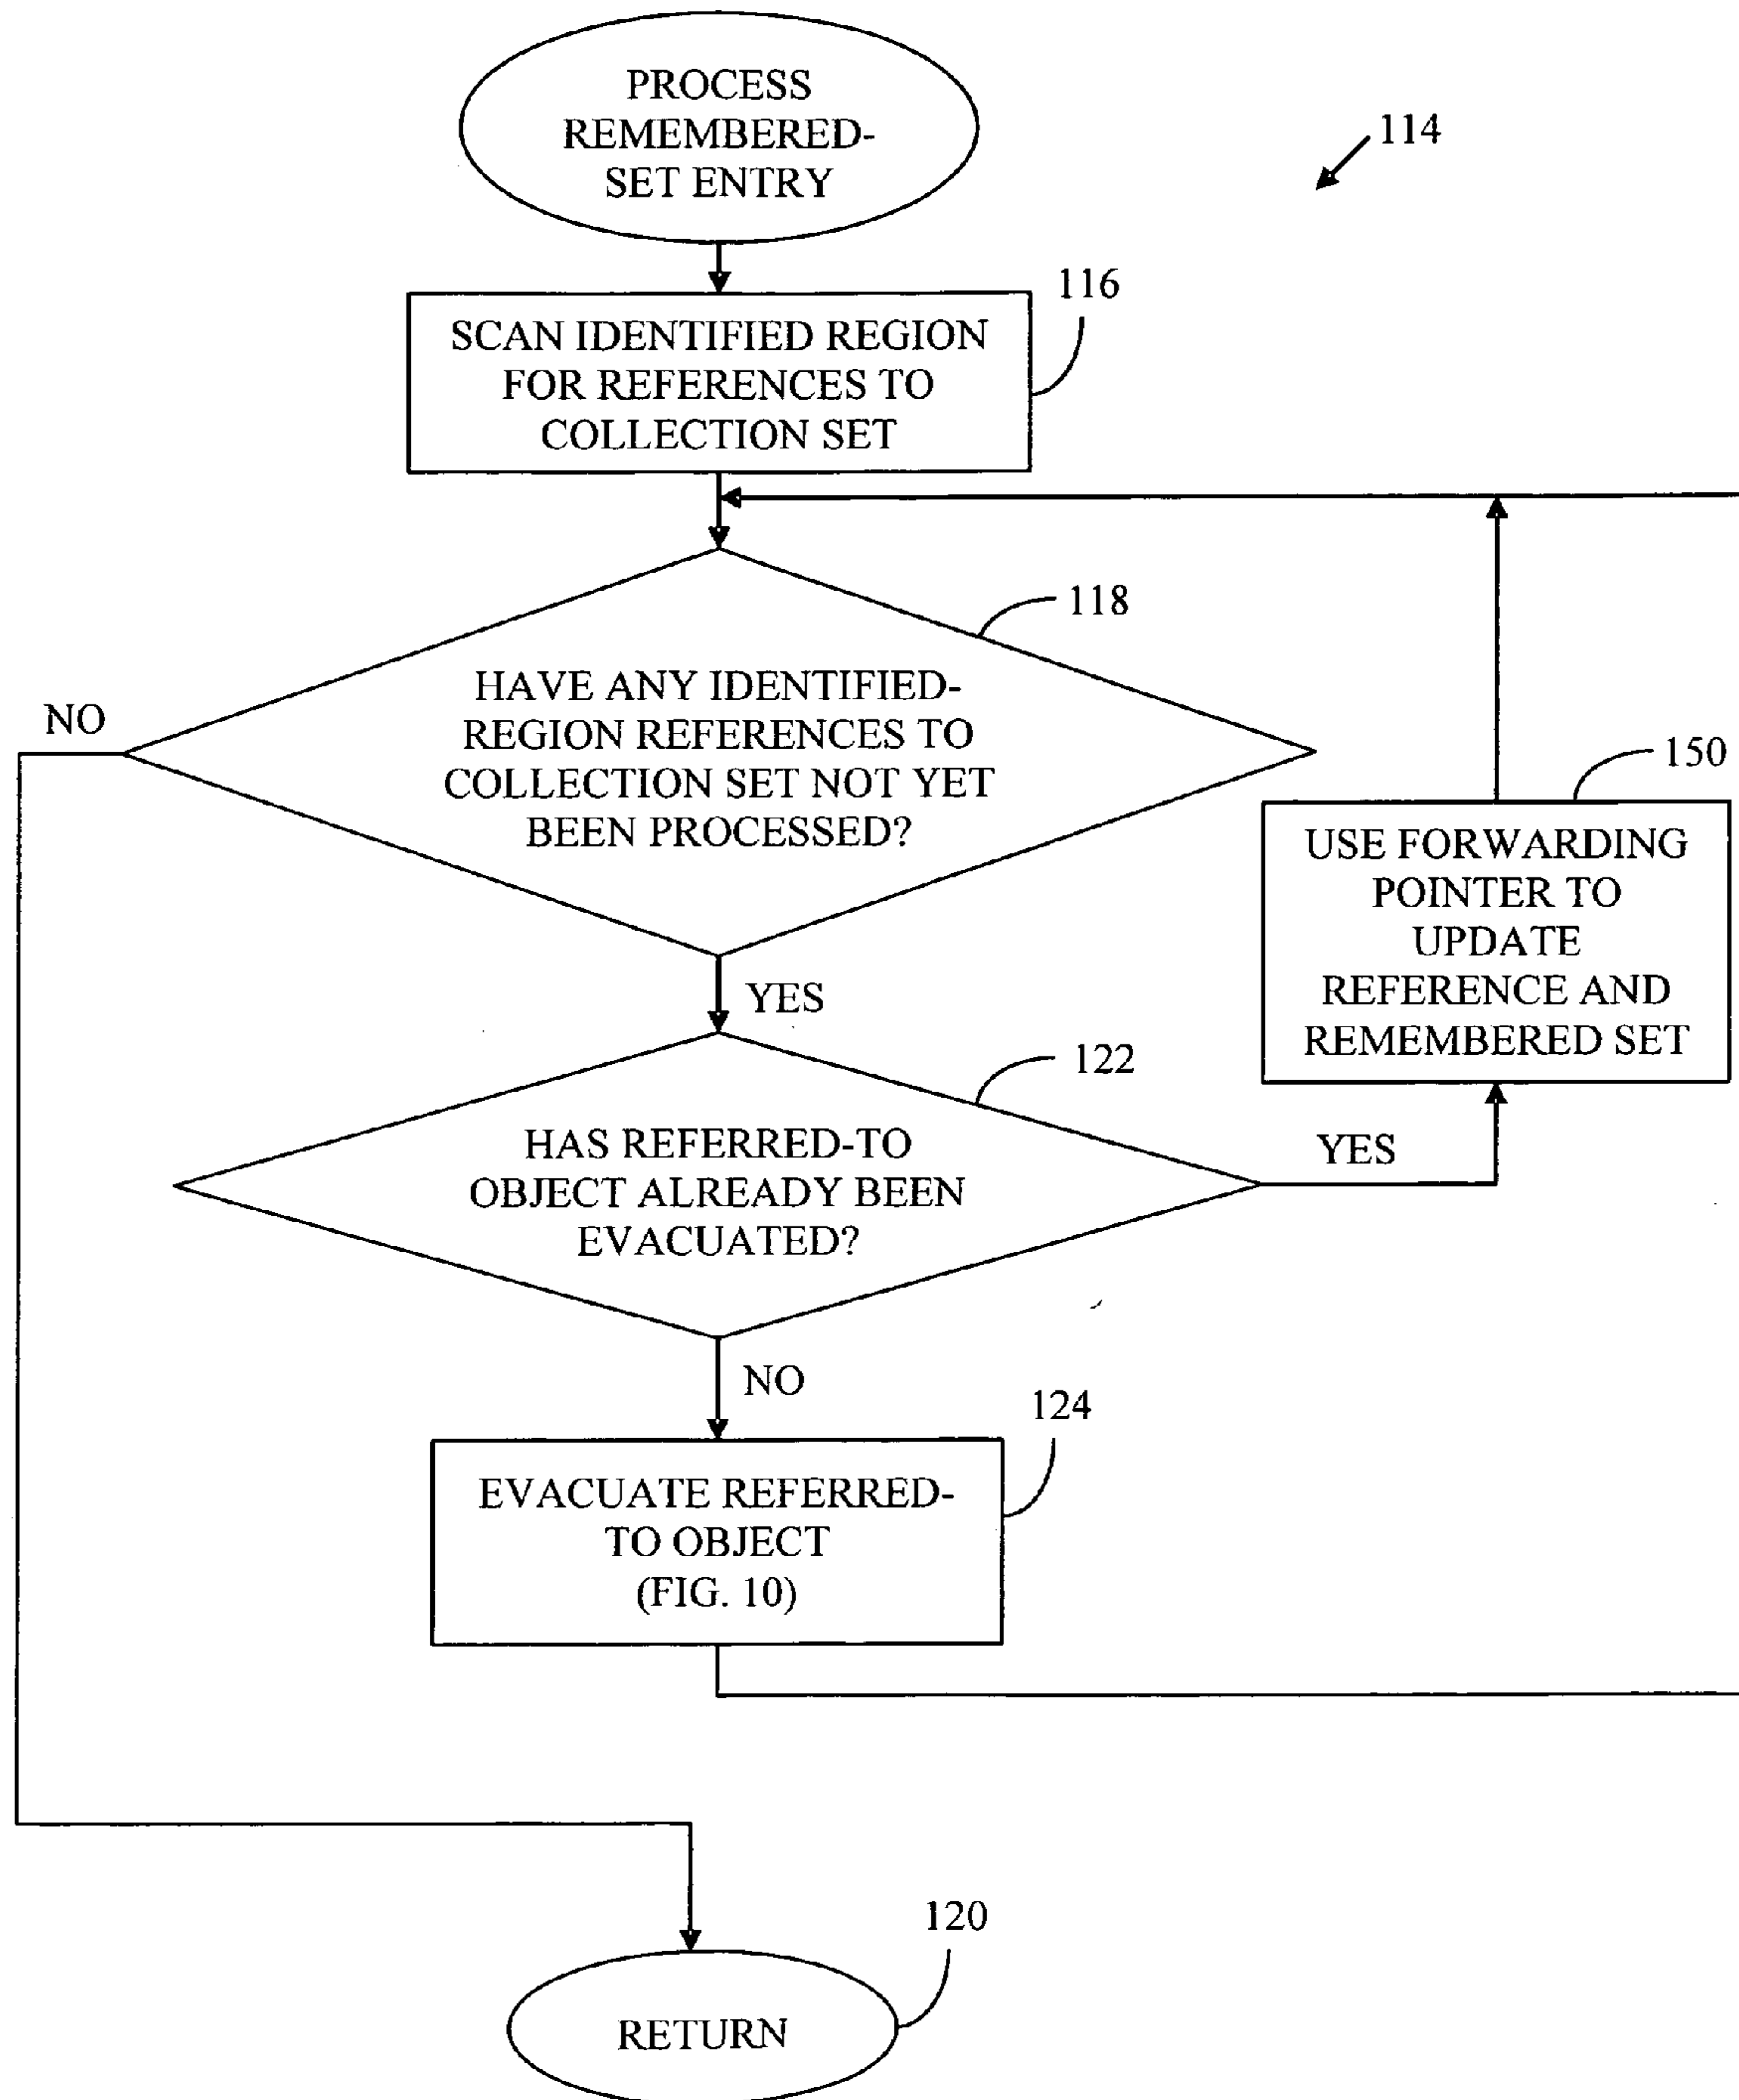 PROCESS
REMEMBERED-
SET ENTRY
114
116
SCAN IDENTIFIED REGION
FOR REFERENCES TO
COLLECTION SET
118
HAVE ANY IDENTIFIED-
REGION REFERENCES TO
COLLECTION SET NOT YET
BEEN PROCESSED?
NO
150
USE FORWARDING
POINTER TO
UPDATE
REFERENCE AND
REMEMBERED SET
YES
122
HAS REFERRED-TO
OBJECT ALREADY BEEN
EVACUATED?
YES
NO
124
EVACUATE REFERRED-
TO OBJECT
(FIG. 10)
120
RETURN